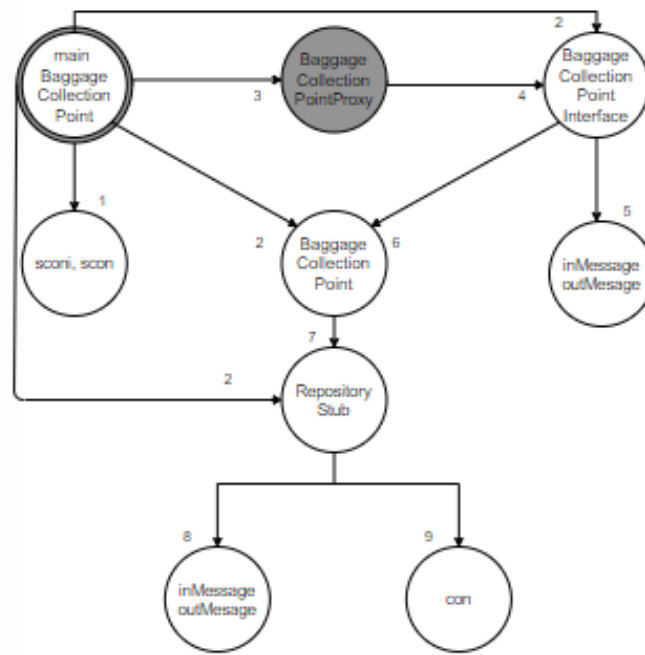 2
main
Baggage
Collection
Point
Baggage
Collection
PointProxy
Baggage
Collection
Point
Interface
3
4
1
5
sconi, scon
2
Baggage
Collection
Point
6
inMessage
outMesage
7
2
Repository
Stub
8
9
inMessage
outMesage
con